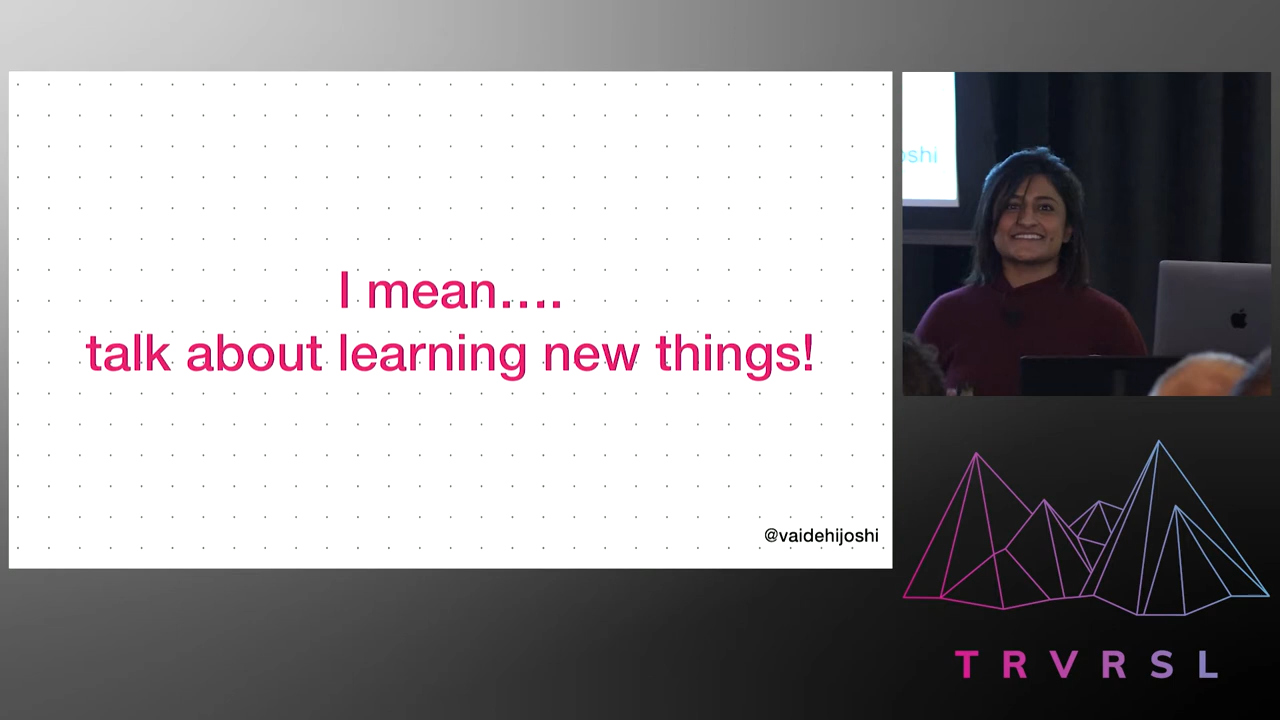 I mean....
talk about learning new things!
@vaidehijoshi
oshi
TRVRSL